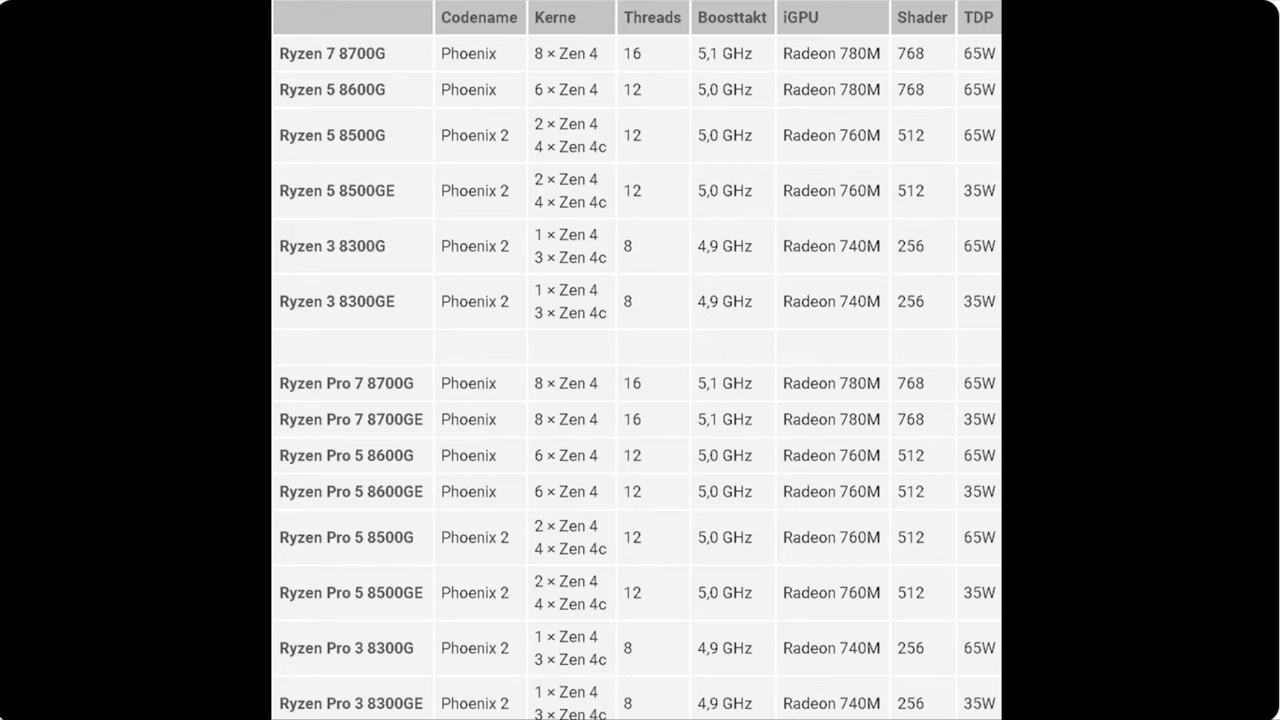 Codename Kerne Threads Boosttakt iGPU Shader TDP
Ryzen 7 8700G Phoenix 8 × Zen 4 16 5,1 GHz Radeon 780M 768 65W
Ryzen 5 8600G Phoenix 6 × Zen 4 12 5,0 GHz Radeon 780M 768 65W
Ryzen 5 8500G Phoenix 2 2 × Zen 4 12 5,0 GHz Radeon 760M 512 65W
4 × Zen 4c
Ryzen 5 8500GE Phoenix 2 2 × Zen 4 12 5,0 GHz Radeon 760M 512 35W
4 × Zen 4c
Ryzen 3 8300G Phoenix 2 1 × Zen 4 8 4,9 GHz Radeon 740M 256 65W
3 × Zen 4c
Ryzen 3 8300GE Phoenix 2 1 × Zen 4 8 4,9 GHz Radeon 740M 256 35W
3 × Zen 4c
Ryzen Pro 7 8700G Phoenix 8 × Zen 4 16 5,1 GHz Radeon 780M 768 65W
Ryzen Pro 7 8700GE Phoenix 8 × Zen 4 16 5,1 GHz Radeon 780M 768 35W
Ryzen Pro 5 8600G Phoenix 6 × Zen 4 12 5,0 GHz Radeon 760M 512 65W
Ryzen Pro 5 8600GE Phoenix 6 × Zen 4 12 5,0 GHz Radeon 760M 512 35W
Ryzen Pro 5 8500G Phoenix 2 2 × Zen 4 12 5,0 GHz Radeon 760M 512 65W
4 × Zen 4c
Ryzen Pro 5 8500GE Phoenix 2 2 × Zen 4 12 5,0 GHz Radeon 760M 512 35W
4 × Zen 4c
Ryzen Pro 3 8300G Phoenix 2 1 × Zen 4 8 4,9 GHz Radeon 740M 256 65W
3 × Zen 4c
Ryzen Pro 3 8300GE Phoenix 2 1 × Zen 4 8 4,9 GHz Radeon 740M 256 35W
3 × Zen 4c